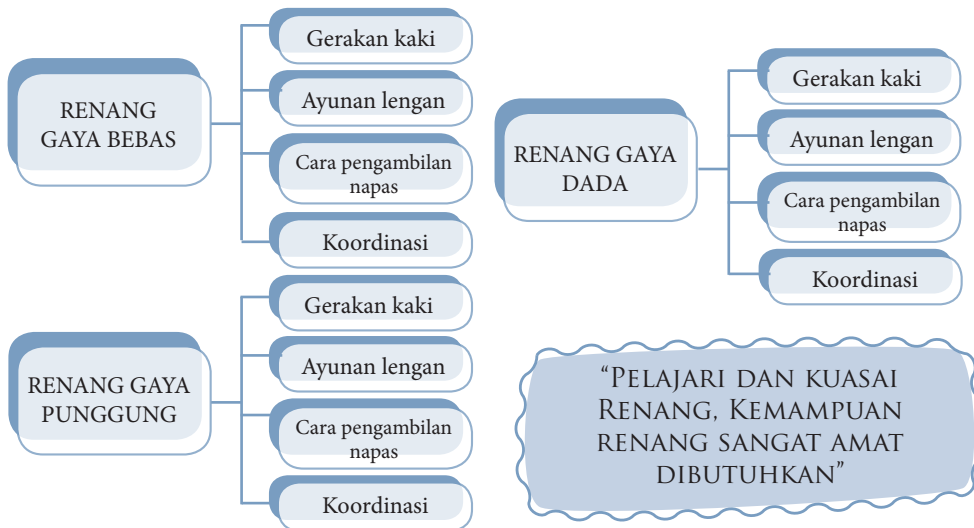 RENANG
GAYA BEBAS
Gerakan kaki
Ayunan lengan
Cara pengambilan
napas
Koordinasi
RENANG GAYA
PUNGGUNG
Gerakan kaki
Ayunan lengan
Cara pengambilan
napas
Koordinasi
RENANG GAYA
DADA
Gerakan kaki
Ayunan lengan
Cara pengambilan
napas
Koordinasi
“PELAJARI DAN KUASAI
RENANG, KEMAMPUAN
RENANG SANGAT AMAT
DIBUTUHKAN”